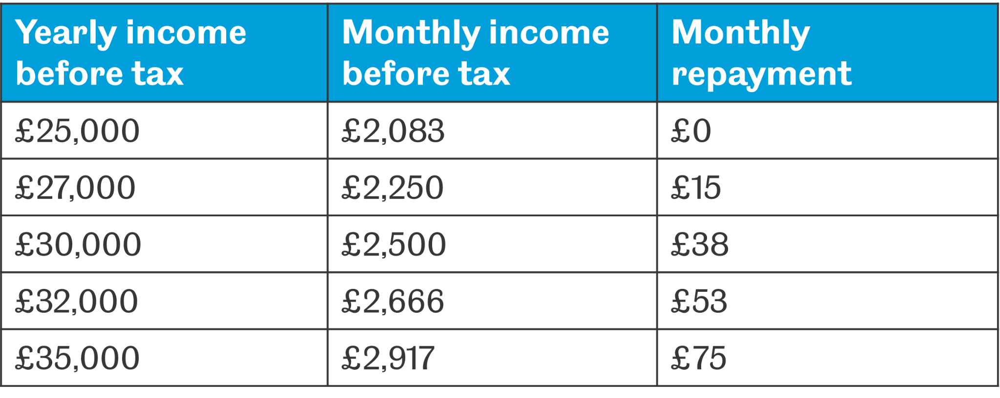 Yearly income before tax Monthly income before tax Monthly repayment
£25,000 £2,083 £0
£27,000 £2,250 £15
£30,000 £2,500 £38
£32,000 £2,666 £53
£35,000 £2,917 £75